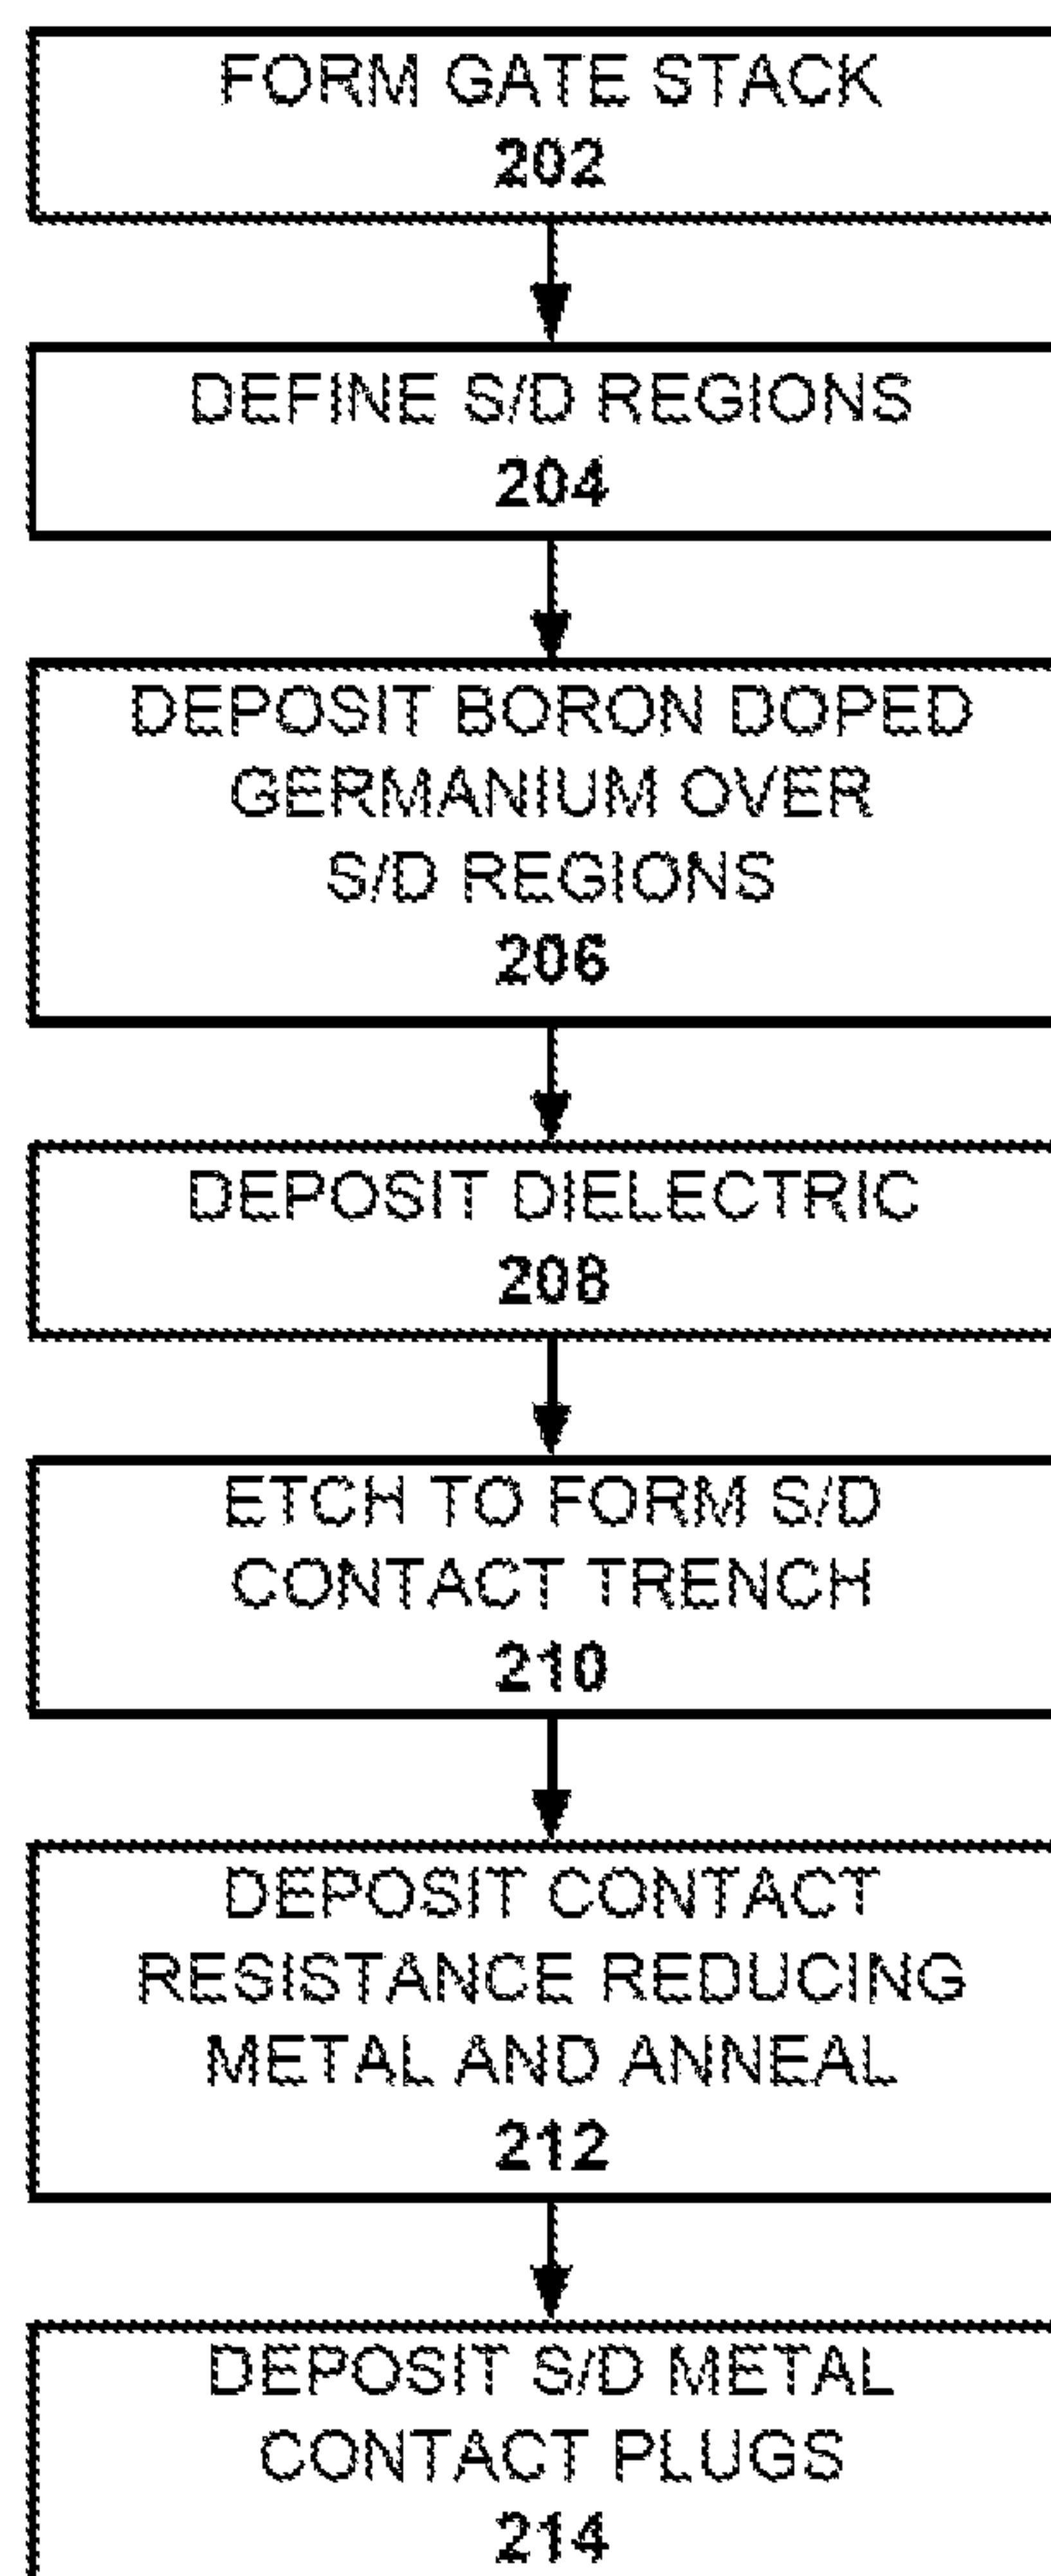 FORM GATE STACK
202
DEFINE S/D REGIONS
204
DEPOSIT BORON DOPED
GERMANIUM OVER
S/D REGIONS
206
DEPOSIT DIELECTRIC
208
ETCH TO FORM S/D
CONTACT TRENCH
210
DEPOSIT CONTACT
RESISTANCE REDUCING
METAL AND ANNEAL
212
DEPOSIT S/D METAL
CONTACT PLUGS
214